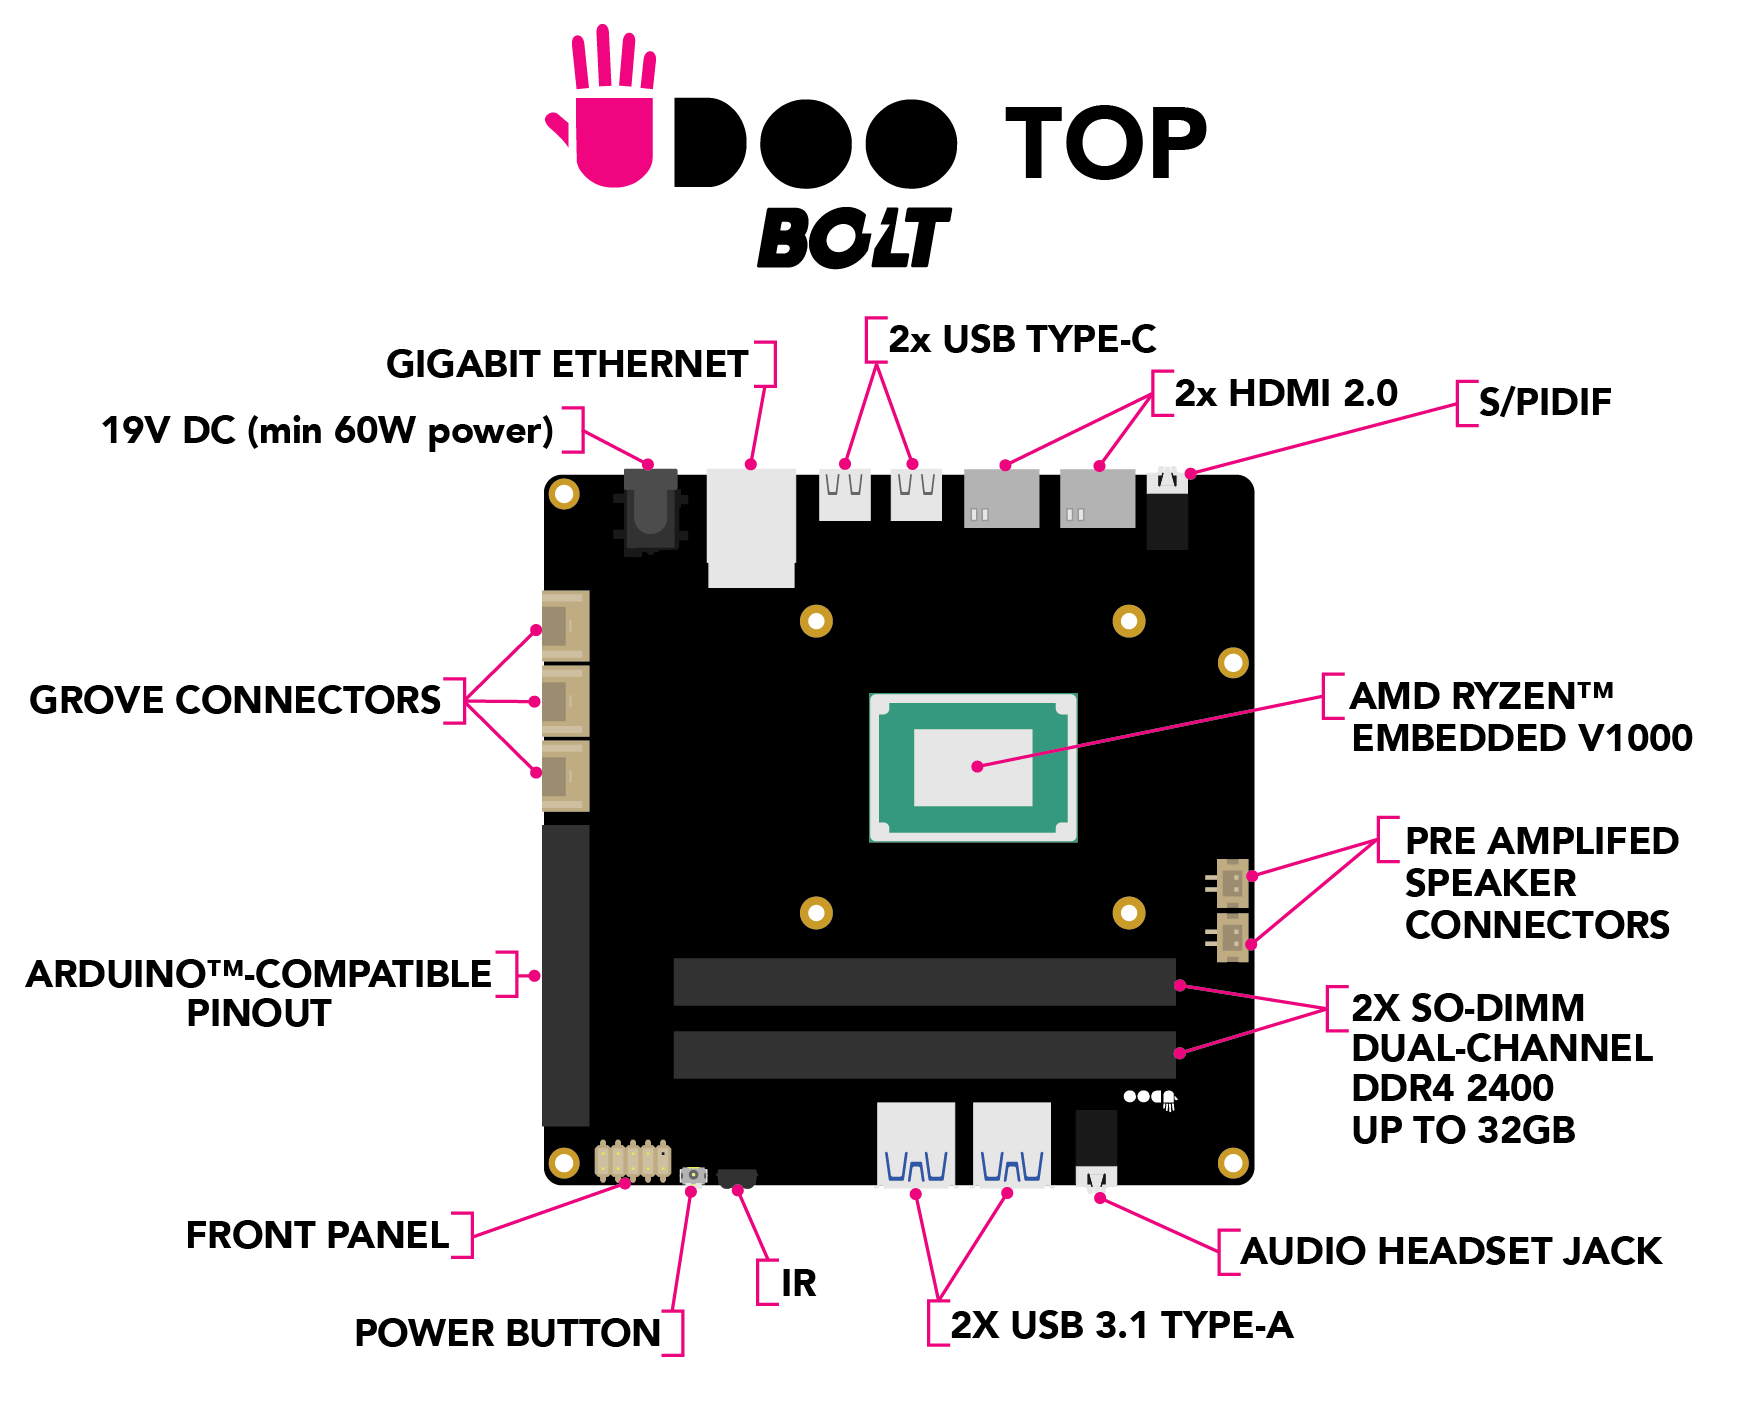 UDOO TOP
BOLT
2x USB TYPE-C
GIGABIT ETHERNET
2x HDMI 2.0
S/PIDIF
19V DC (min 60W power)
GROVE CONNECTORS
AMD RYZEN™
EMBEDDED V1000
PRE AMPLIFED
SPEAKER
CONNECTORS
ARDUINO™-COMPATIBLE
PINOUT
2X SO-DIMM
DUAL-CHANNEL
DDR4 2400
UP TO 32GB
FRONT PANEL
AUDIO HEADSET JACK
IR
POWER BUTTON
2X USB 3.1 TYPE-A